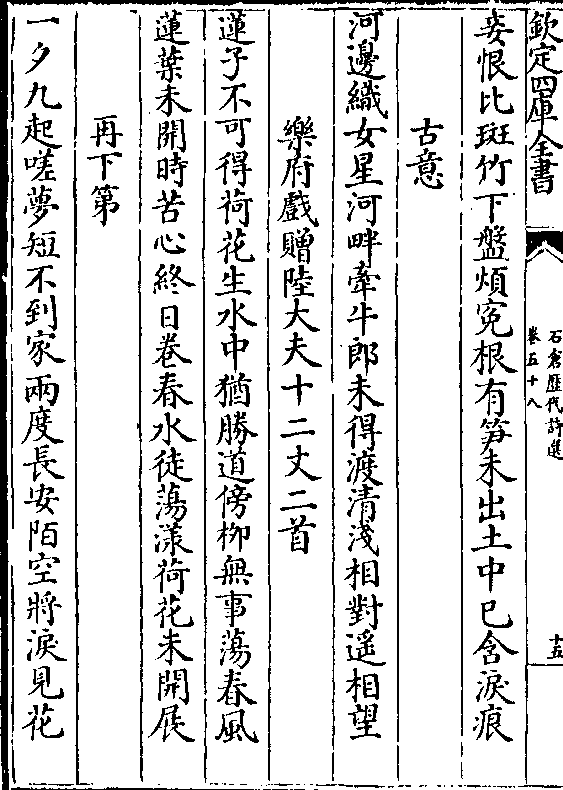 欽定四庫全書
石倉歴代詩選
卷五十八
十五
妾恨比斑竹下盤煩寃根有笋未出土中已含淚痕
古意
河邊織女星河畔牽牛郎未得渡清淺相對遙相望
樂府戲贈陸大夫十二丈二首
蓮子不可得荷花生水中猶勝道傍柳無事蕩春風
蓮葉未開時苦心終日卷春水徒蕩漾荷花未開展
再下第
一夕九起嗟夢短不到家兩度長安陌空將淚見花